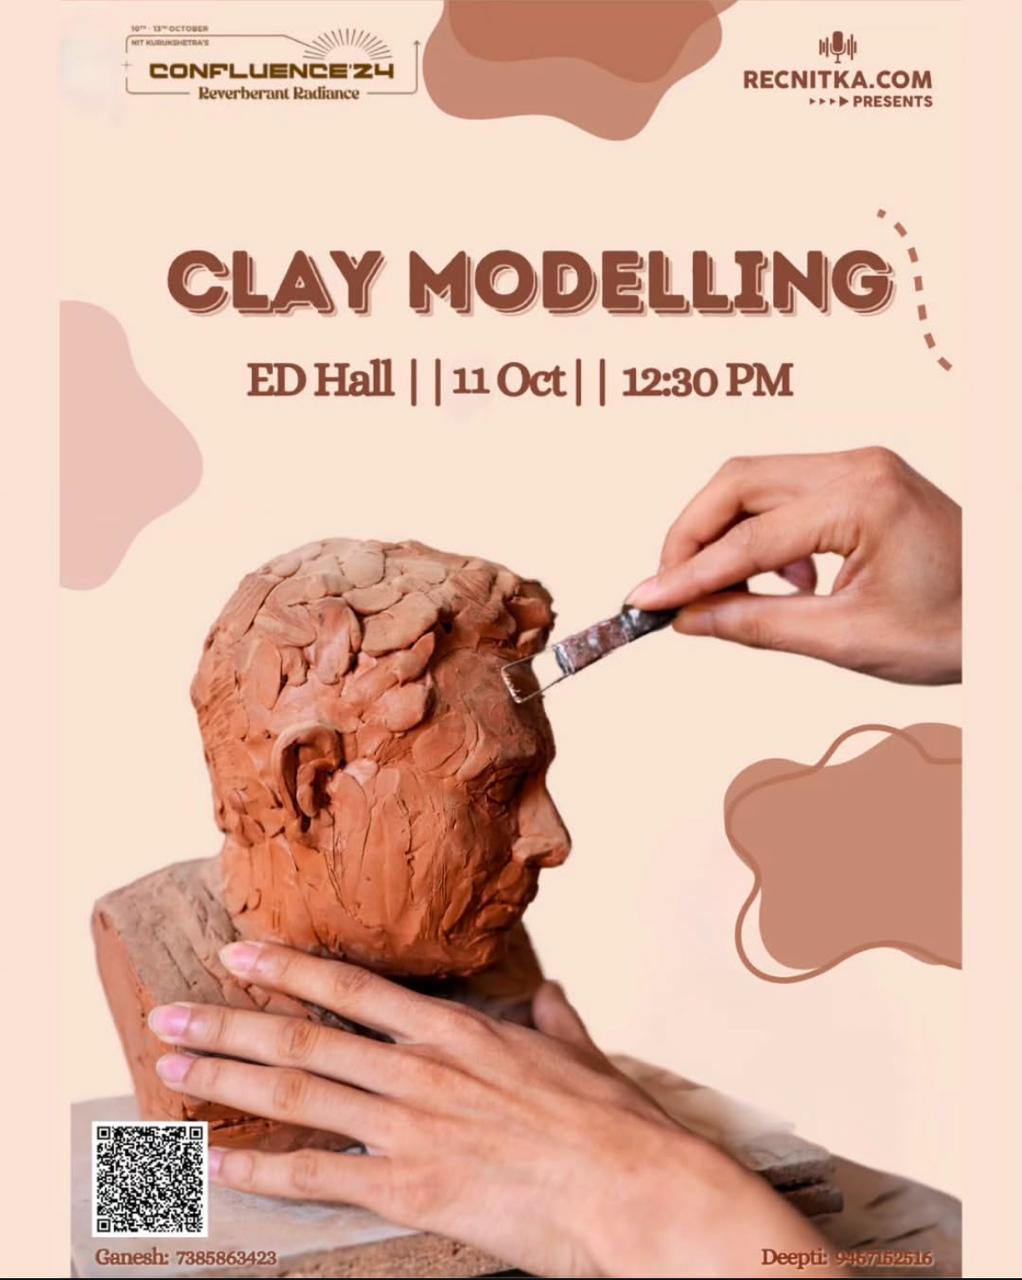 10TH - 13TH OCTOBER
NIT KURUKSHETRA'S
CONFLUENCE'24
Reverberant Radiance
RECNITKA.COM
PRESENTS
CLAY MODELLING
ED Hall || 11 Oct || 12:30 PM
Ganesh: 7385863423
Deepti: 9467152516